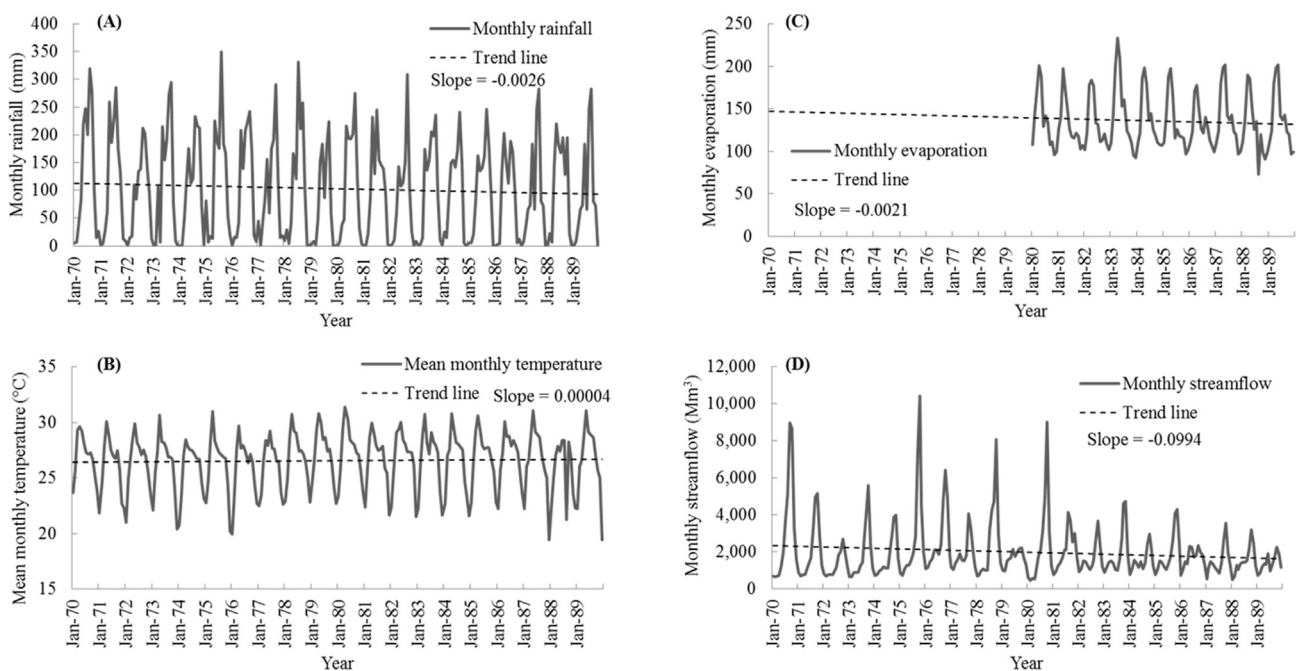 (A)
Monthly rainfall
Trend line
Slope = -0.0026
Monthly rainfall (mm)
400
350
300
250
200
150
100
50
0
Jan-70
Jan-71
Jan-72
Jan-73
Jan-74
Jan-75
Jan-76
Jan-77
Jan-78
Jan-79
Jan-80
Jan-81
Jan-82
Jan-83
Jan-84
Jan-85
Jan-86
Jan-87
Jan-88
Jan-89
Year
(C)
Monthly evaporation
Trend line
Slope = -0.0021
Monthly evaporation (mm)
250
200
150
100
50
0
Jan-70
Jan-71
Jan-72
Jan-73
Jan-74
Jan-75
Jan-76
Jan-77
Jan-78
Jan-79
Jan-80
Jan-81
Jan-82
Jan-83
Jan-84
Jan-85
Jan-86
Jan-87
Jan-88
Jan-89
Year
(B)
Mean monthly temperature
Trend line Slope = 0.00004
Mean monthly temperature (°C)
35
30
25
20
15
Jan-70
Jan-71
Jan-72
Jan-73
Jan-74
Jan-75
Jan-76
Jan-77
Jan-78
Jan-79
Jan-80
Jan-81
Jan-82
Jan-83
Jan-84
Jan-85
Jan-86
Jan-87
Jan-88
Jan-89
Year
(D)
Monthly streamflow
Trend line
Slope = -0.0994
Monthly streamflow (Mm³)
12,000
10,000
8,000
6,000
4,000
2,000
0
Jan-70
Jan-71
Jan-72
Jan-73
Jan-74
Jan-75
Jan-76
Jan-77
Jan-78
Jan-79
Jan-80
Jan-81
Jan-82
Jan-83
Jan-84
Jan-85
Jan-86
Jan-87
Jan-88
Jan-89
Year